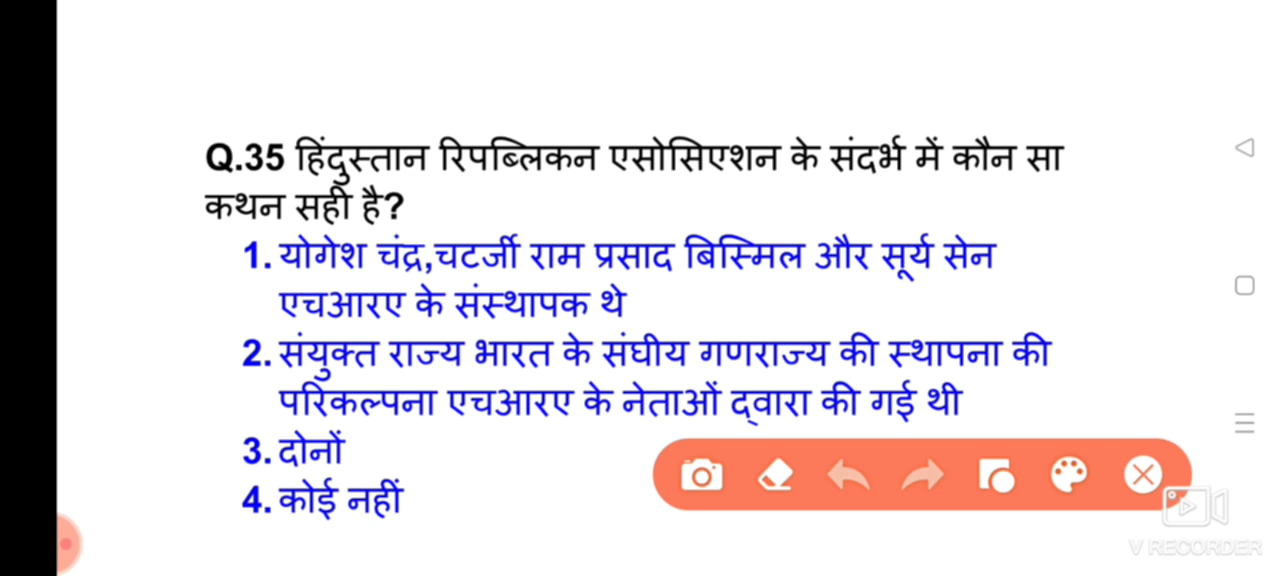 Q.35 हिंदुस्तान रिपब्लिकन एसोसिएशन के संदर्भ में कौन सा
कथन सही है?
1. योगेश चंद्र,चटर्जी राम प्रसाद बिस्मिल और सूर्य सेन
एचआरए के संस्थापक थे
2. संयुक्त राज्य भारत के संघीय गणराज्य की स्थापना की
परिकल्पना एचआरए के नेताओं द्वारा की गई थी
3. दोनों
4. कोई नहीं
V RECORDER